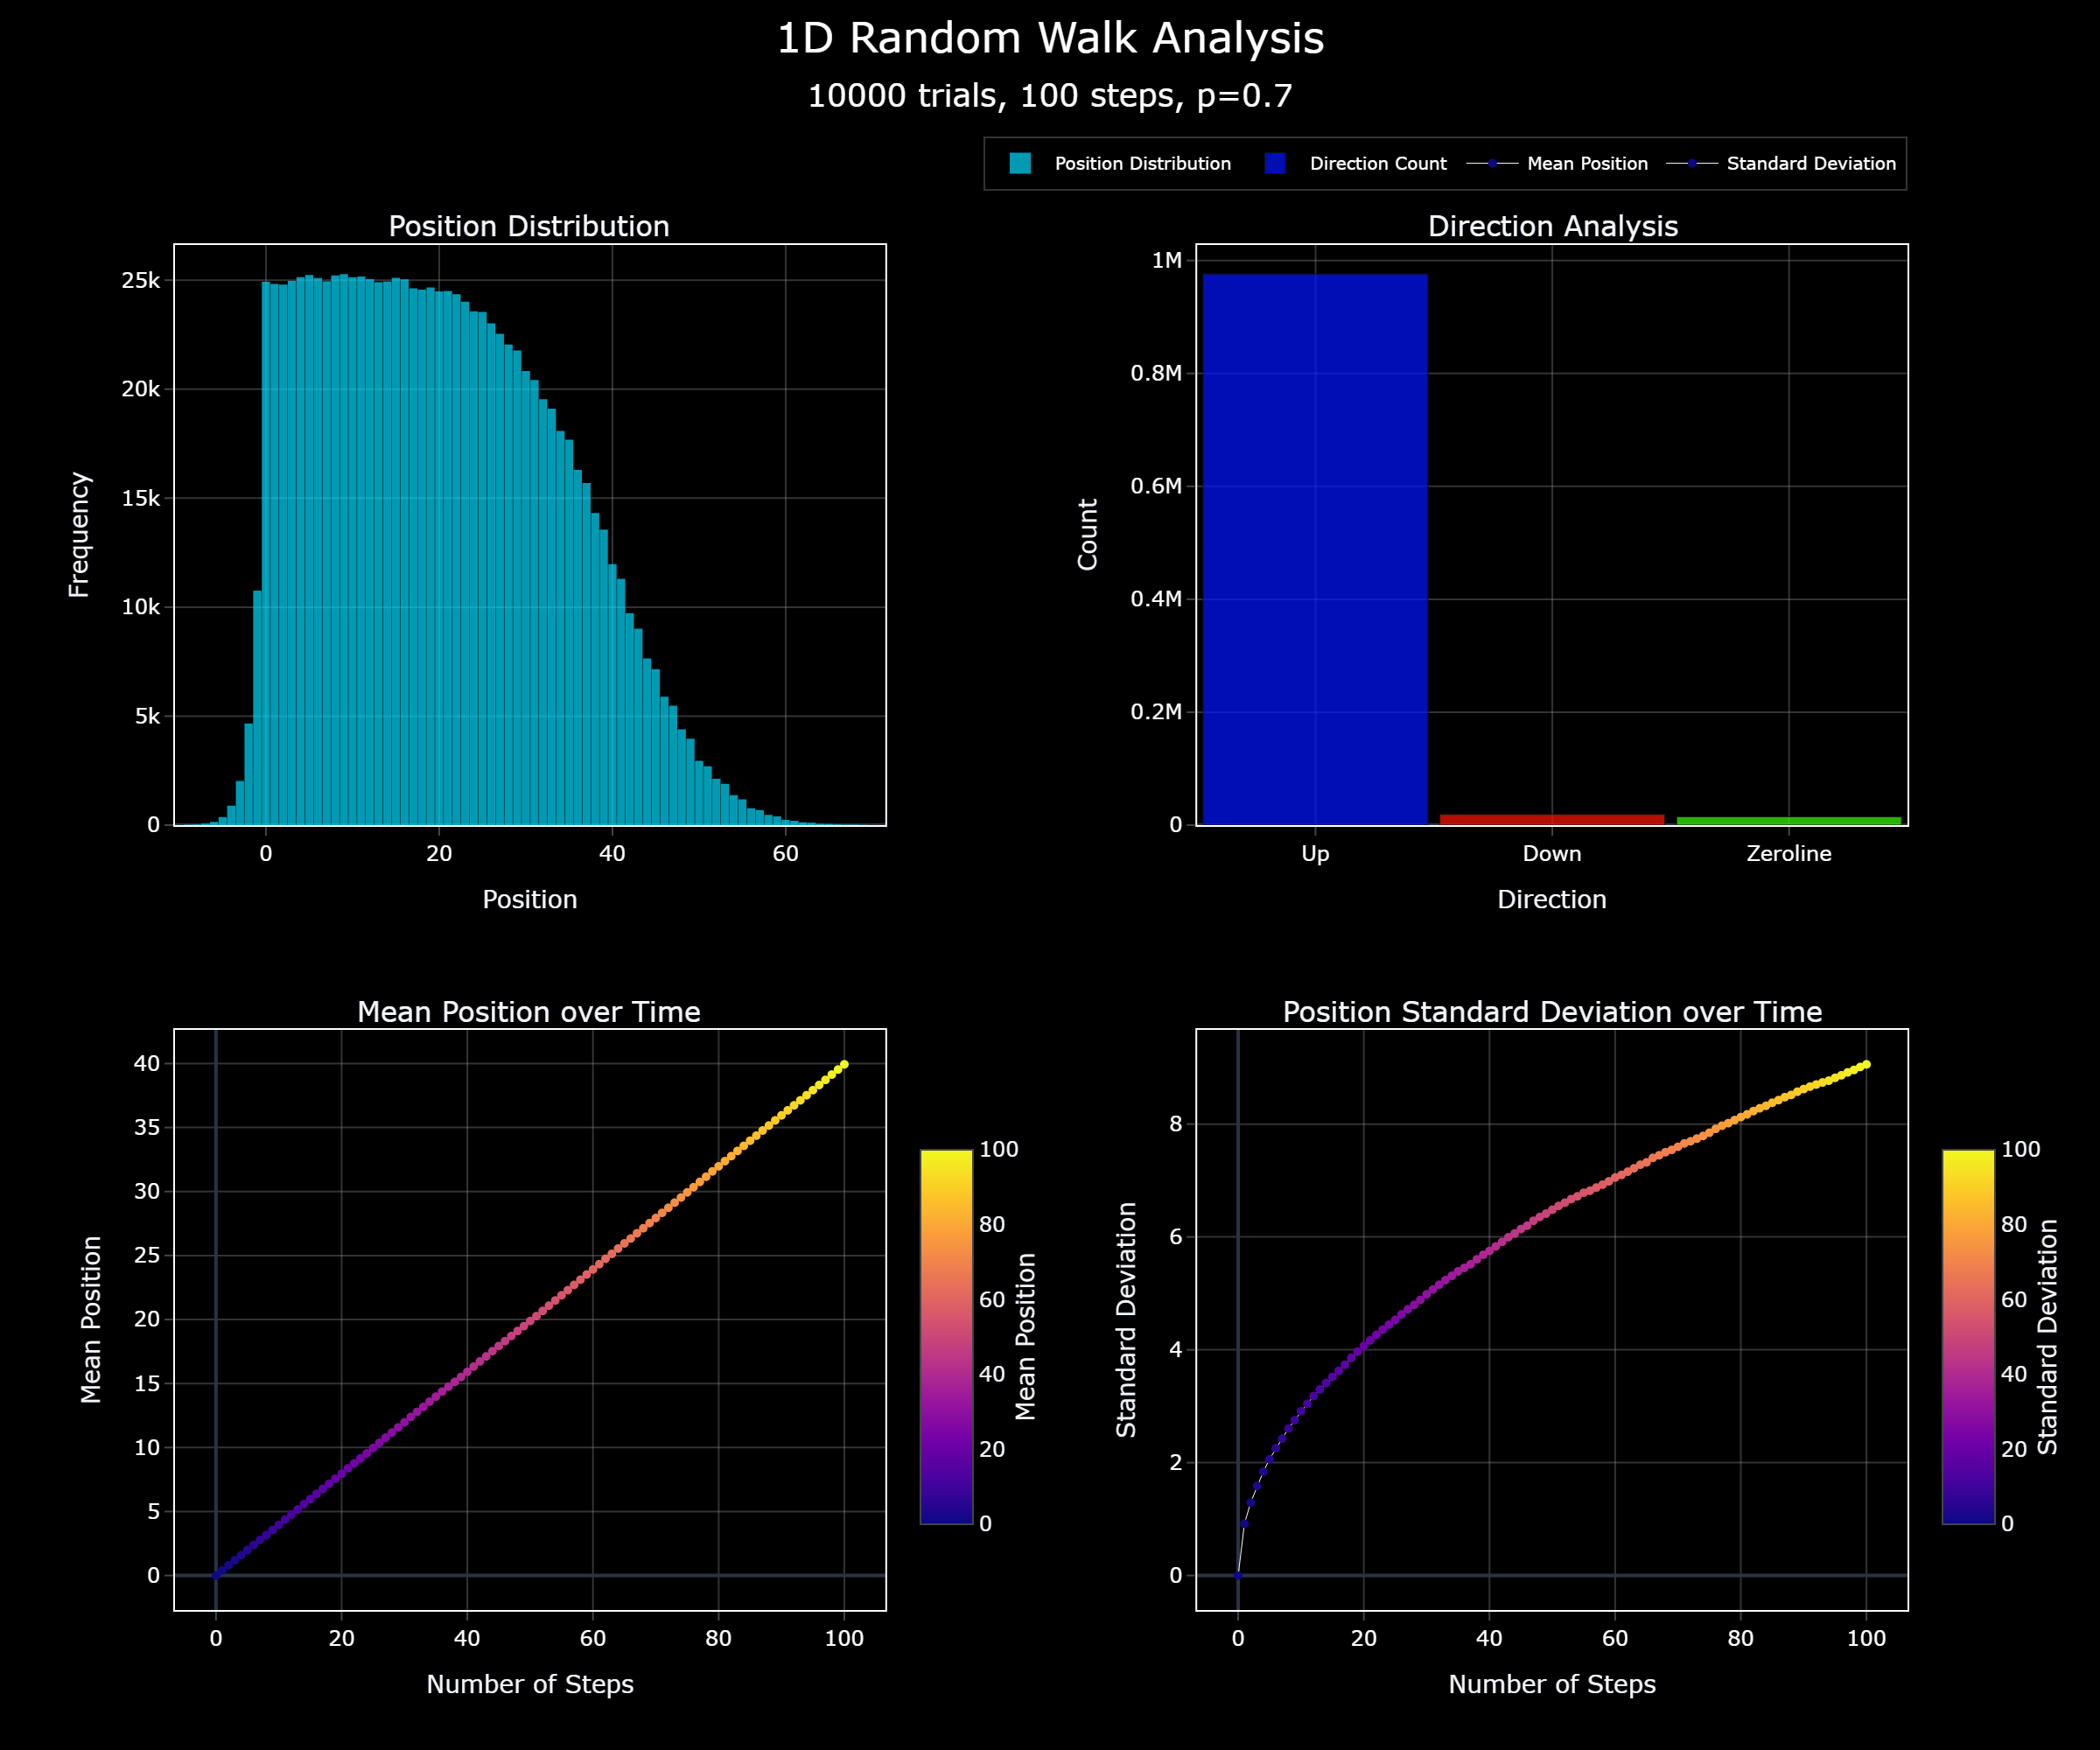 1D Random Walk Analysis
10000 trials, 100 steps, p=0.7
Position Distribution
Direction Count
Mean Position
Standard Deviation
Position Distribution
25k
20k
15k
10k
5k
0
Frequency
0 20 40 60
Position
Direction Analysis
1M
0.8M
0.6M
0.4M
0.2M
0
Count
Up Down Zeroline
Direction
Mean Position over Time
40
35
30
25
20
15
10
5
0
Mean Position
0 20 40 60 80 100
Number of Steps
100
80
60
40
20
0
Mean Position
Position Standard Deviation over Time
8
6
4
2
0
Standard Deviation
0 20 40 60 80 100
Number of Steps
100
80
60
40
20
0
Standard Deviation